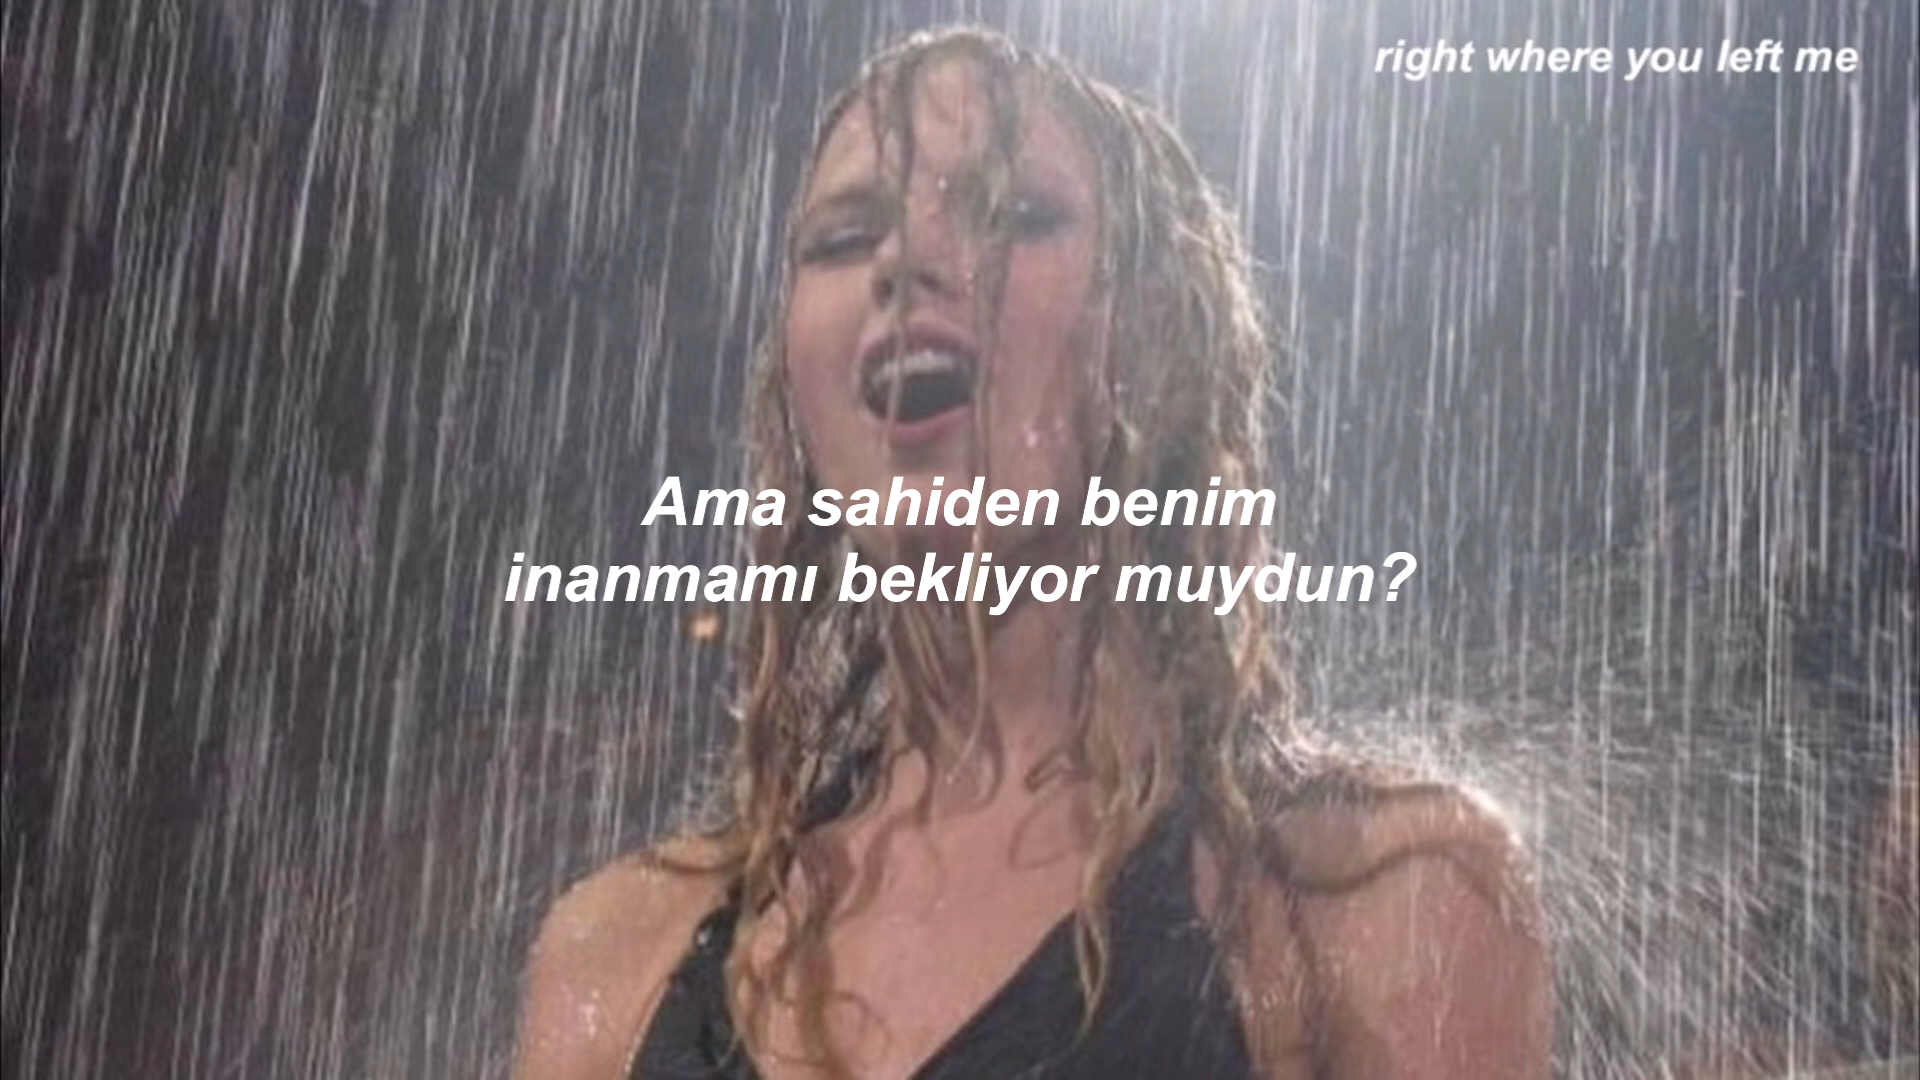 right where you left me
Ama sahiden benim
inanmamı bekliyor muydun?